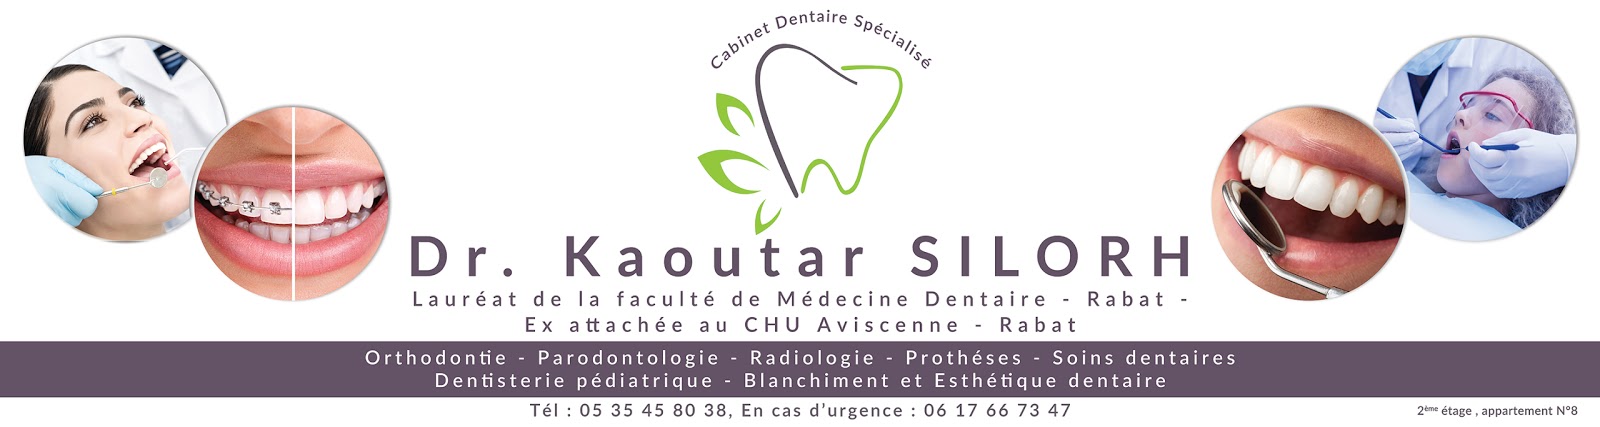 Cabinet Dentaire Spécialisé
Dr. Kaoutar SILORH
Lauréat de la faculté de Médecine Dentaire - Rabat -
Ex attachée au CHU Aviscenne - Rabat
Orthodontie - Parodontologie - Radiologie - Prothéses - Soins dentaires
Dentisterie pédiatrique - Blanchiment et Esthétique dentaire
Tél : 05 35 45 80 38, En cas d’urgence : 06 17 66 73 47
2ème étage , appartement N°8